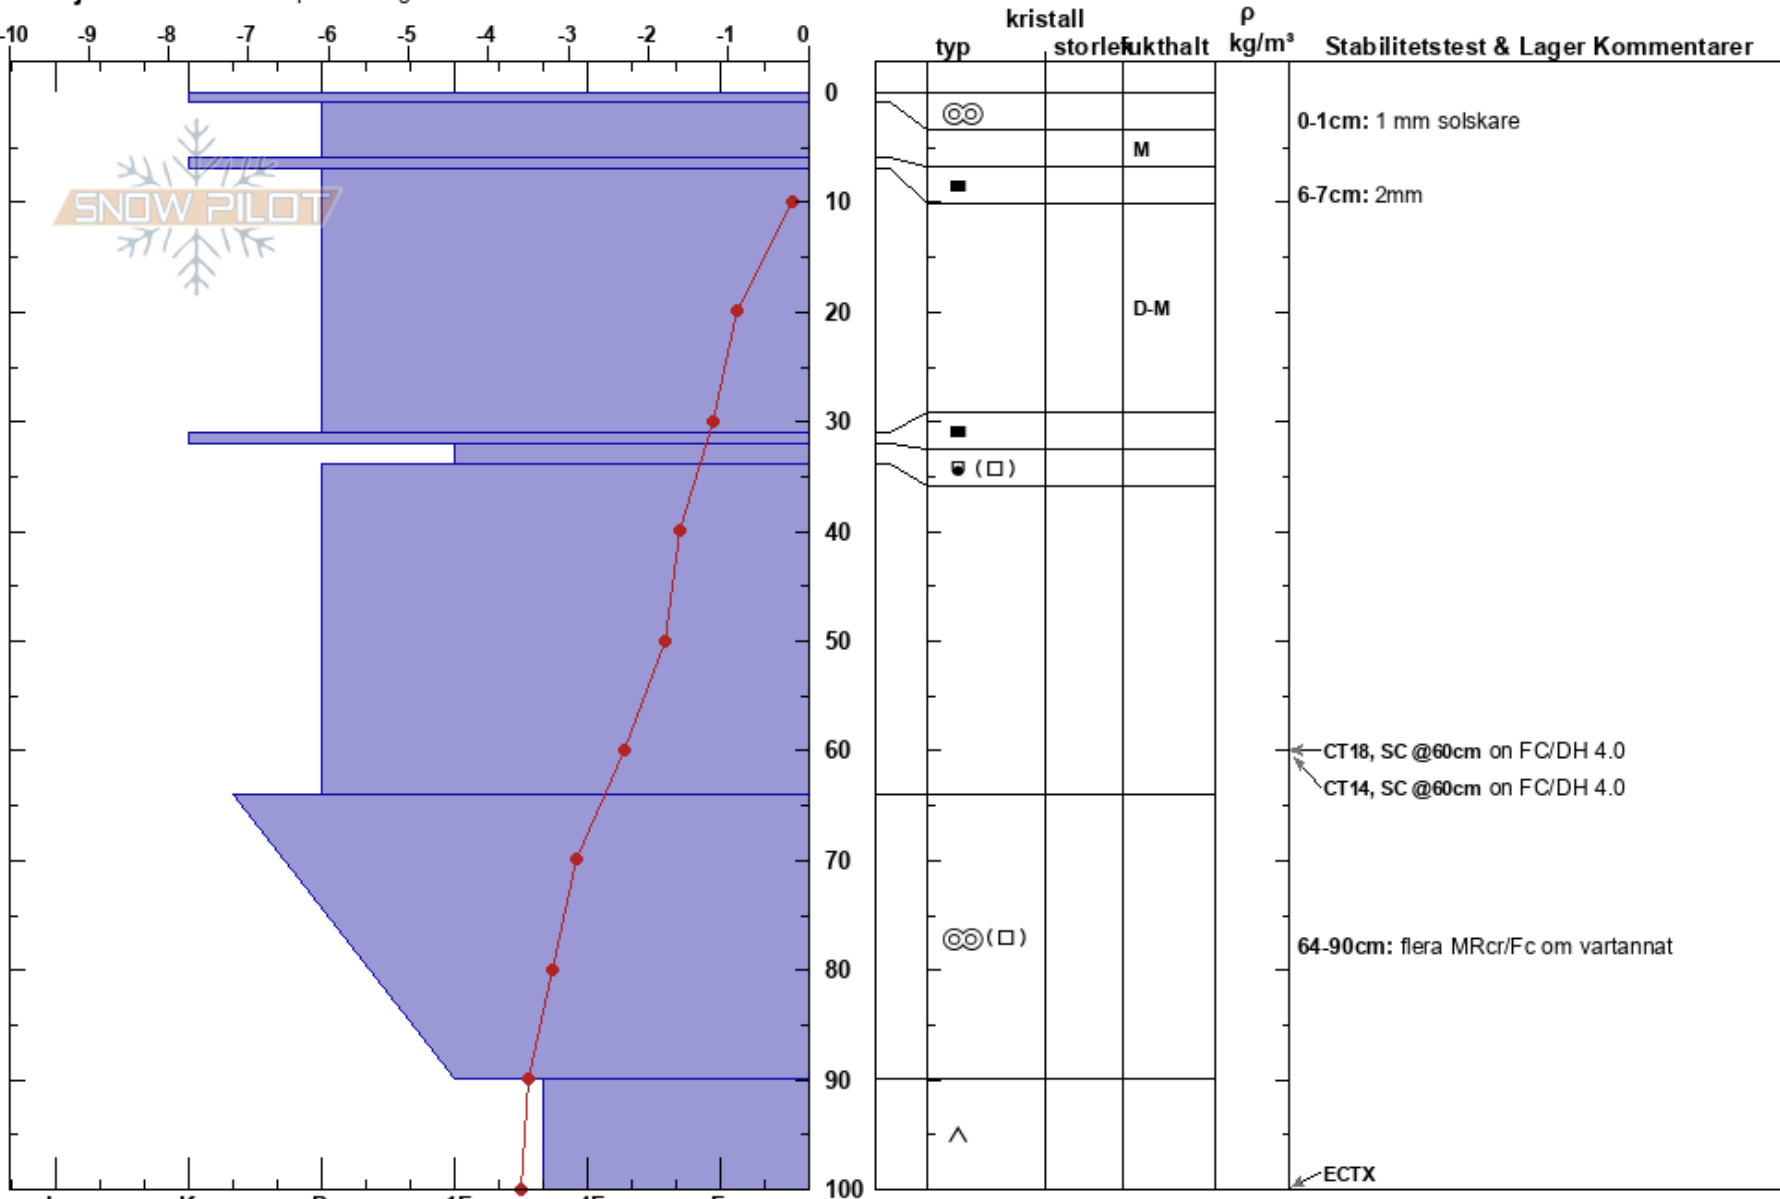 kristall ρ
-10 -9 -8 -7 -6 -5 -4 -3 -2 -1 0 typ storlek fukthalt kg/m³ Stabilitetstest & Lager Kommentarer
0
0-1cm: 1 mm solskare
M
6-7cm: 2mm
SNOW PILOT
10
20 D-M
30
(□)
40
50
60 CT18, SC @60cm on FC/DH 4.0
CT14, SC @60cm on FC/DH 4.0
70
(□) 64-90cm: flera MRcr/Fc om vartannat
80
90
ECTX
100